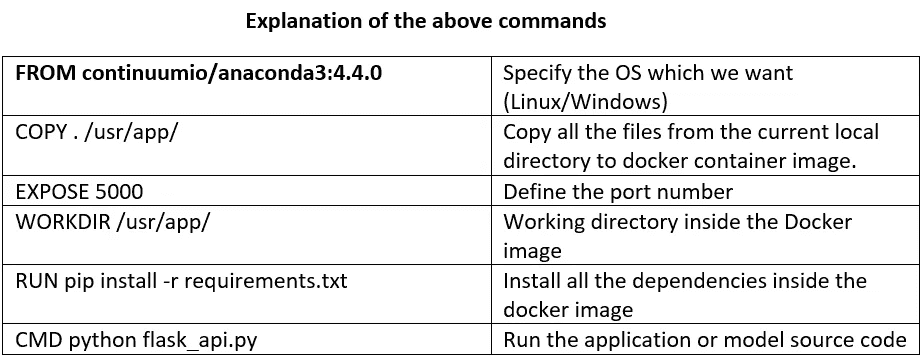 Explanation of the above commands
FROM continuumio/anaconda3:4.4.0
Specify the OS which we want
(Linux/Windows)
COPY . /usr/app/
Copy all the files from the current local
directory to docker container image.
EXPOSE 5000
Define the port number
WORKDIR /usr/app/
Working directory inside the Docker
image
RUN pip install -r requirements.txt
Install all the dependencies inside the
docker image
CMD python flask_api.py
Run the application or model source code